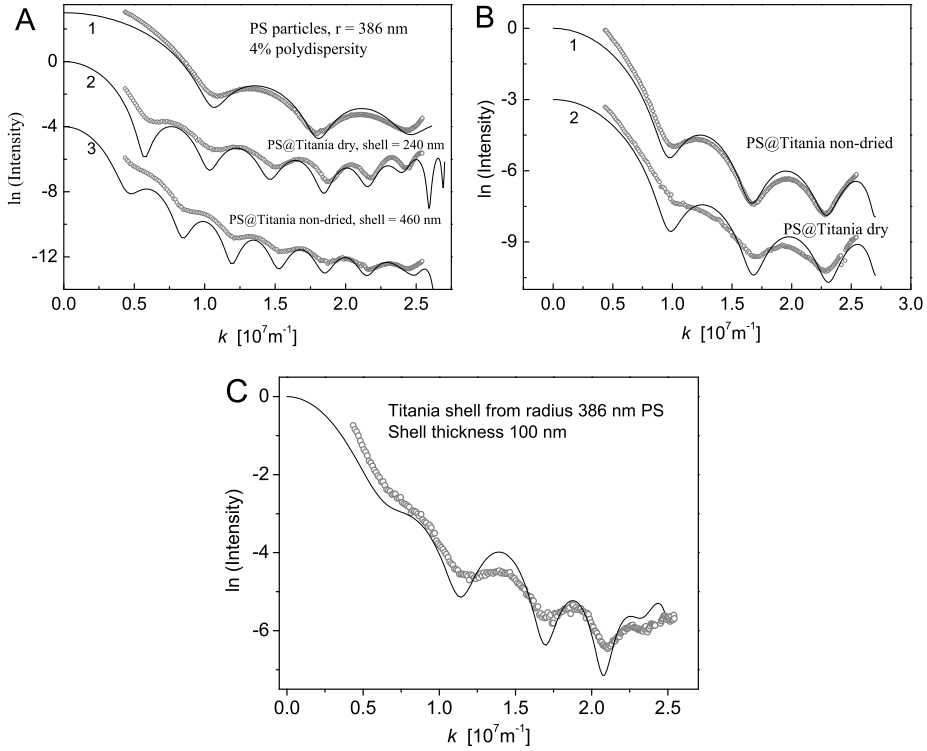 A
PS particles, r = 386 nm
4% polydispersity
1
2
3
PS@Titania dry, shell = 240 nm
PS@Titania non-dried, shell = 460 nm
ln (Intensity)
0
-4
-8
-12
0.0
0.5
1.0
1.5
2.0
2.5
k [10⁷m⁻¹]
B
1
2
PS@Titania non-dried
PS@Titania dry
ln (Intensity)
0
-3
-6
-9
0.0
0.5
1.0
1.5
2.0
2.5
3.0
k [10⁷m⁻¹]
C
Titania shell from radius 386 nm PS
Shell thickness 100 nm
ln (Intensity)
0
-2
-4
-6
0.0
0.5
1.0
1.5
2.0
2.5
k [10⁷m⁻¹]